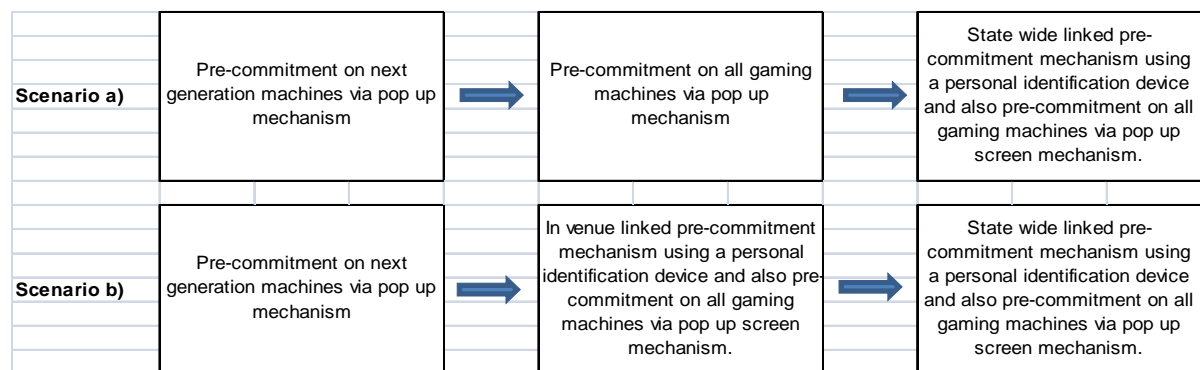 Scenario a)
Pre-commitment on next
generation machines via pop up
mechanism
Pre-commitment on all gaming
machines via pop up
mechanism
State wide linked pre-
commitment mechanism using
a personal identification device
and also pre-commitment on all
gaming machines via pop up
screen mechanism.
Scenario b)
Pre-commitment on next
generation machines via pop up
mechanism
In venue linked pre-commitment
mechanism using a personal
identification device and also pre-
commitment on all gaming
machines via pop up screen
mechanism.
State wide linked pre-
commitment mechanism using
a personal identification device
and also pre-commitment on all
gaming machines via pop up
screen mechanism.